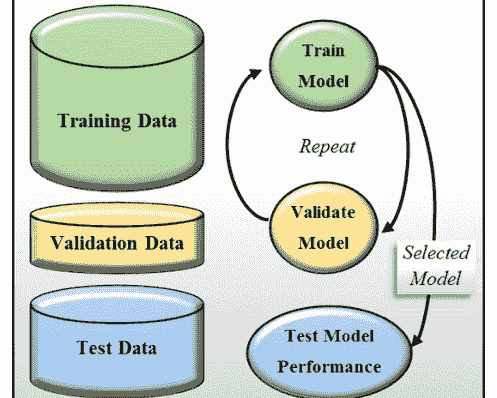 Training Data
Validation Data
Test Data
Train
Model
Repeat
Validate
Model
Selected
Model
Test Model
Performance